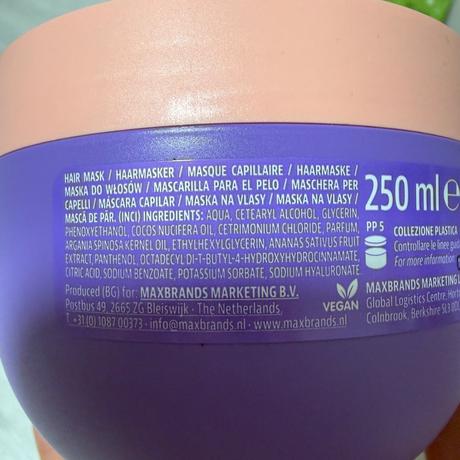 HAIR MASK / HAARMASKER / MASQUE CAPILLAIRE / HAARMASKE /
MASKA DO WŁOSÓW / MASCARILLA PARA EL PELO / MASCHERA PER
CAPELLI / MÁSCARA CAPILAR / MASKA NA VLASY / MASKA NA VLASY /
MASCĂ DE PĂR. (INCI) INGREDIENTS: AQUA, CETEARYL ALCOHOL, GLYCERIN,
PHENOXYETHANOL, COCOS NUCIFERA OIL, CETRIMONIUM CHLORIDE, PARFUM,
ARGANIA SPINOSA KERNEL OIL, ETHYLHEXYLGLYCERIN, ANANAS SATIVUS FRUIT
EXTRACT, PANTHENOL, OCTADECYL DI-T-BUTYL-4-HYDROXYHYDROCINNAMATE,
CITRIC ACID, SODIUM BENZOATE, POTASSIUM SORBATE, SODIUM HYALURONATE
Produced (BG) for: MAXBRANDS MARKETING B.V.
Postbus 49, 2665 ZG Bleiswijk · The Netherlands,
T +31(0) 1087 00373 · info@maxbrands.nl · www.maxbrands.nl
VEGAN
250 ml e
PP 5
COLLEZIONE PLASTICA
Controllare le linee guida
For more information
MAXBRANDS MARKETING
Global Logistics Centre,
Colnbrook, Berkshire SL3